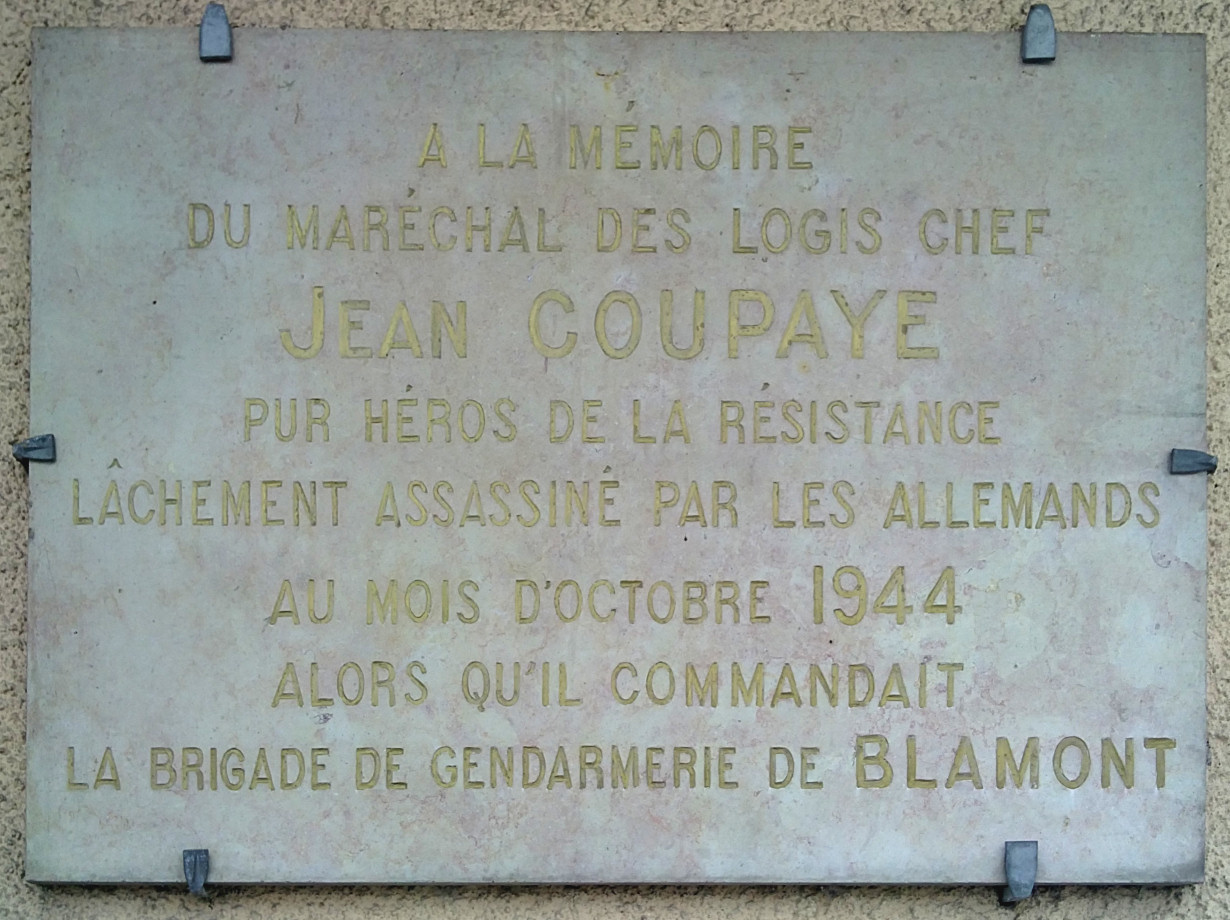 A LA MÉMOIRE
DU MARÉCHAL DES LOGIS CHEF
JEAN COUPAYE
PUR HÉROS DE LA RÉSISTANCE
LÂCHEMENT ASSASSINÉ PAR LES ALLEMANDS
AU MOIS D'OCTOBRE 1944
ALORS QU'IL COMMANDAIT
LA BRIGADE DE GENDARMERIE DE BLAMONT